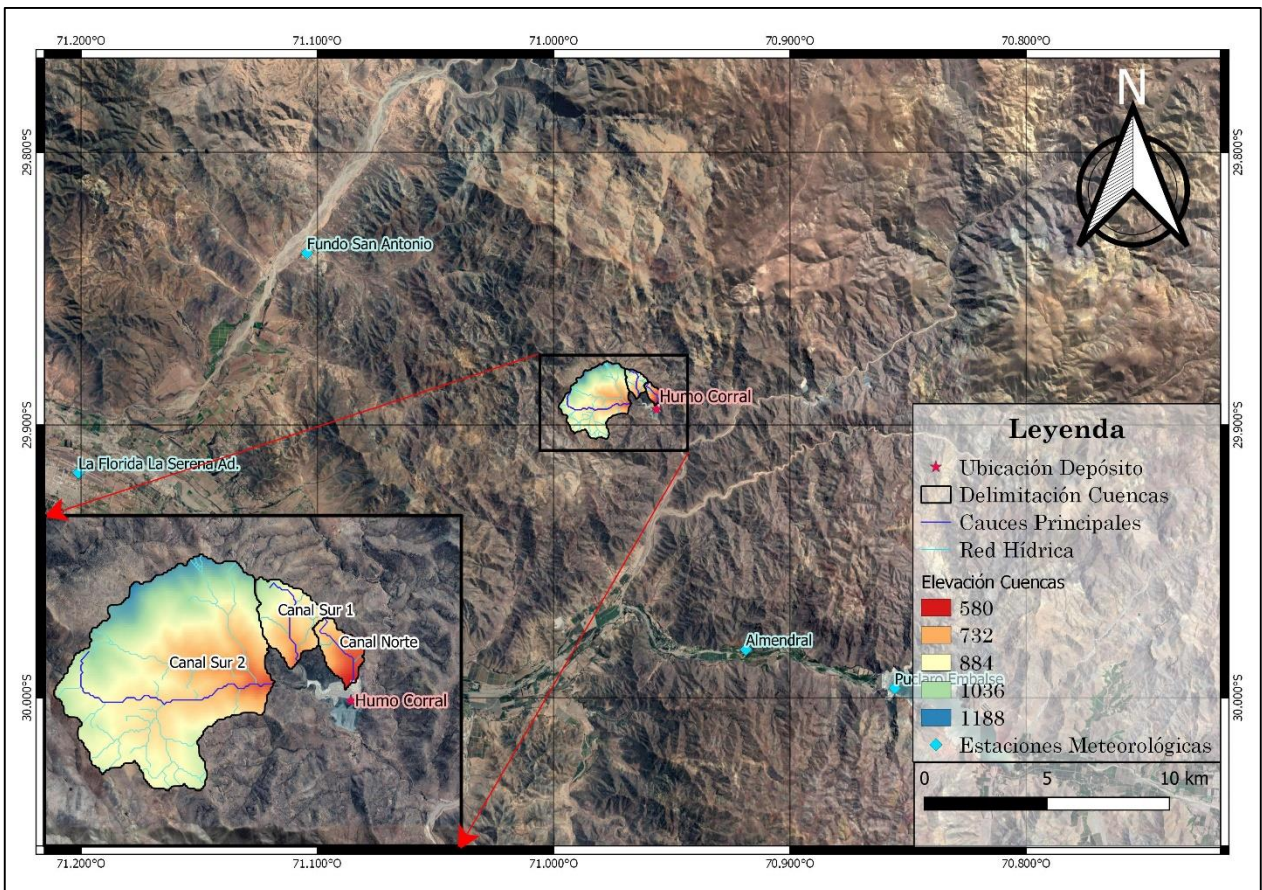 71.200°O
71.100°O
71.000°O
70.900°O
70.800°O
N
29.800°S
29.800°S
Fundo San Antonio
Humo Corral
29.900°S
29.900°S
La Florida La Serena Ad.
Leyenda
Ubicación Depósito
Delimitación Cuencas
Cauces Principales
Red Hídrica
Elevación Cuencas
580
732
884
1036
1188
Estaciones Meteorológicas
Canal Sur 1
Canal Norte
Canal Sur 2
Humo Corral
Almendral
Puclaro Embalse
30.000°S
30.000°S
0
5
10 km
71.200°O
71.100°O
71.000°O
70.900°O
70.800°O